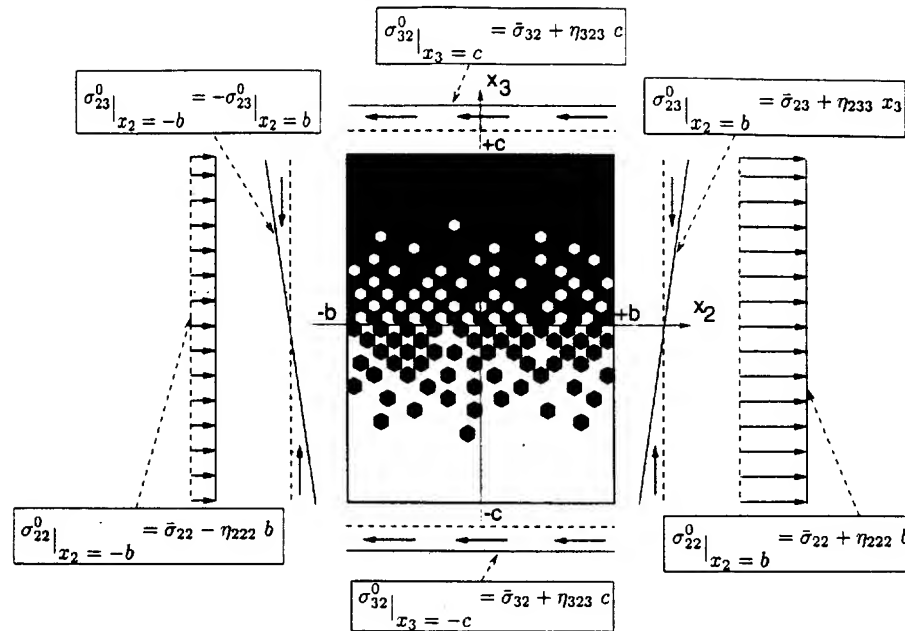 σ⁰₃₂|ₓ₃ ₌ c = σ̄₃₂ + η₃₂₃ c
x₃
σ⁰₂₃|ₓ₂ ₌ ₋b = -σ⁰₂₃|ₓ₂ ₌ b
σ⁰₂₃|ₓ₂ ₌ b = σ̄₂₃ + η₂₃₃ x₃
+c
-b
+b
x₂
-c
σ⁰₂₂|ₓ₂ ₌ ₋b = σ̄₂₂ - η₂₂₂ b
σ⁰₂₂|ₓ₂ ₌ b = σ̄₂₂ + η₂₂₂ b
σ⁰₃₂|ₓ₃ ₌ ₋c = σ̄₃₂ + η₃₂₃ c